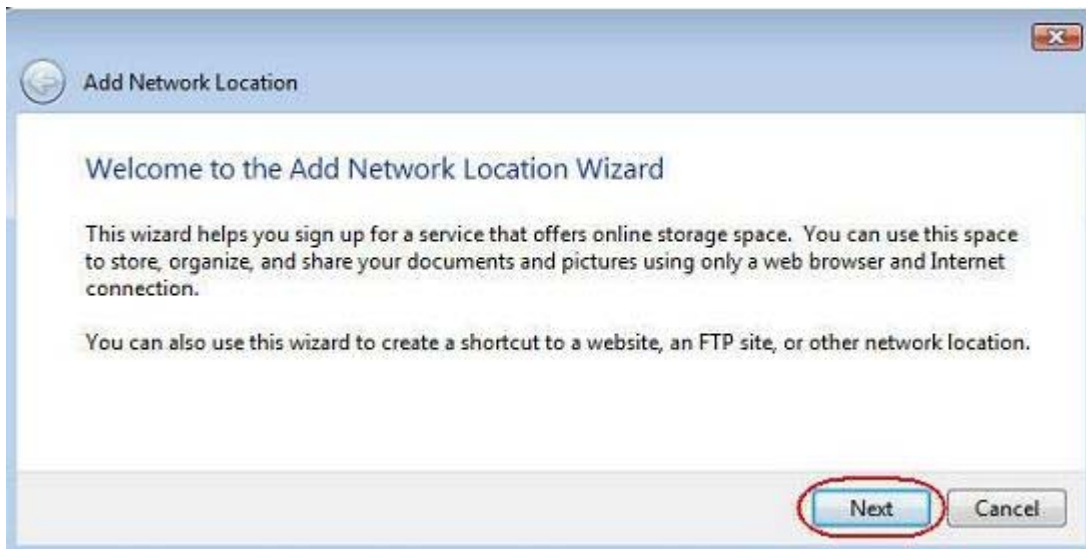 Add Network Location
Welcome to the Add Network Location Wizard
This wizard helps you sign up for a service that offers online storage space.  You can use this space
to store, organize, and share your documents and pictures using only a web browser and Internet
connection.
You can also use this wizard to create a shortcut to a website, an FTP site, or other network location.
Next
Cancel